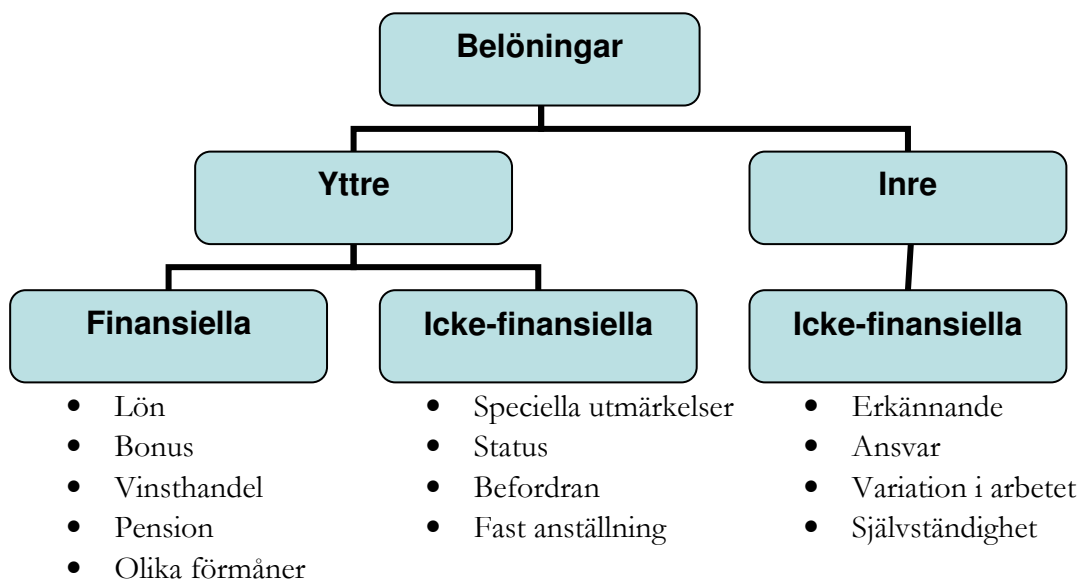 Belöningar
Yttre
Inre
Finansiella
Icke-finansiella
Icke-finansiella
• Lön
• Bonus
• Vinsthandel
• Pension
• Olika förmåner
• Speciella utmärkelser
• Status
• Befordran
• Fast anställning
• Erkännande
• Ansvar
• Variation i arbetet
• Självständighet